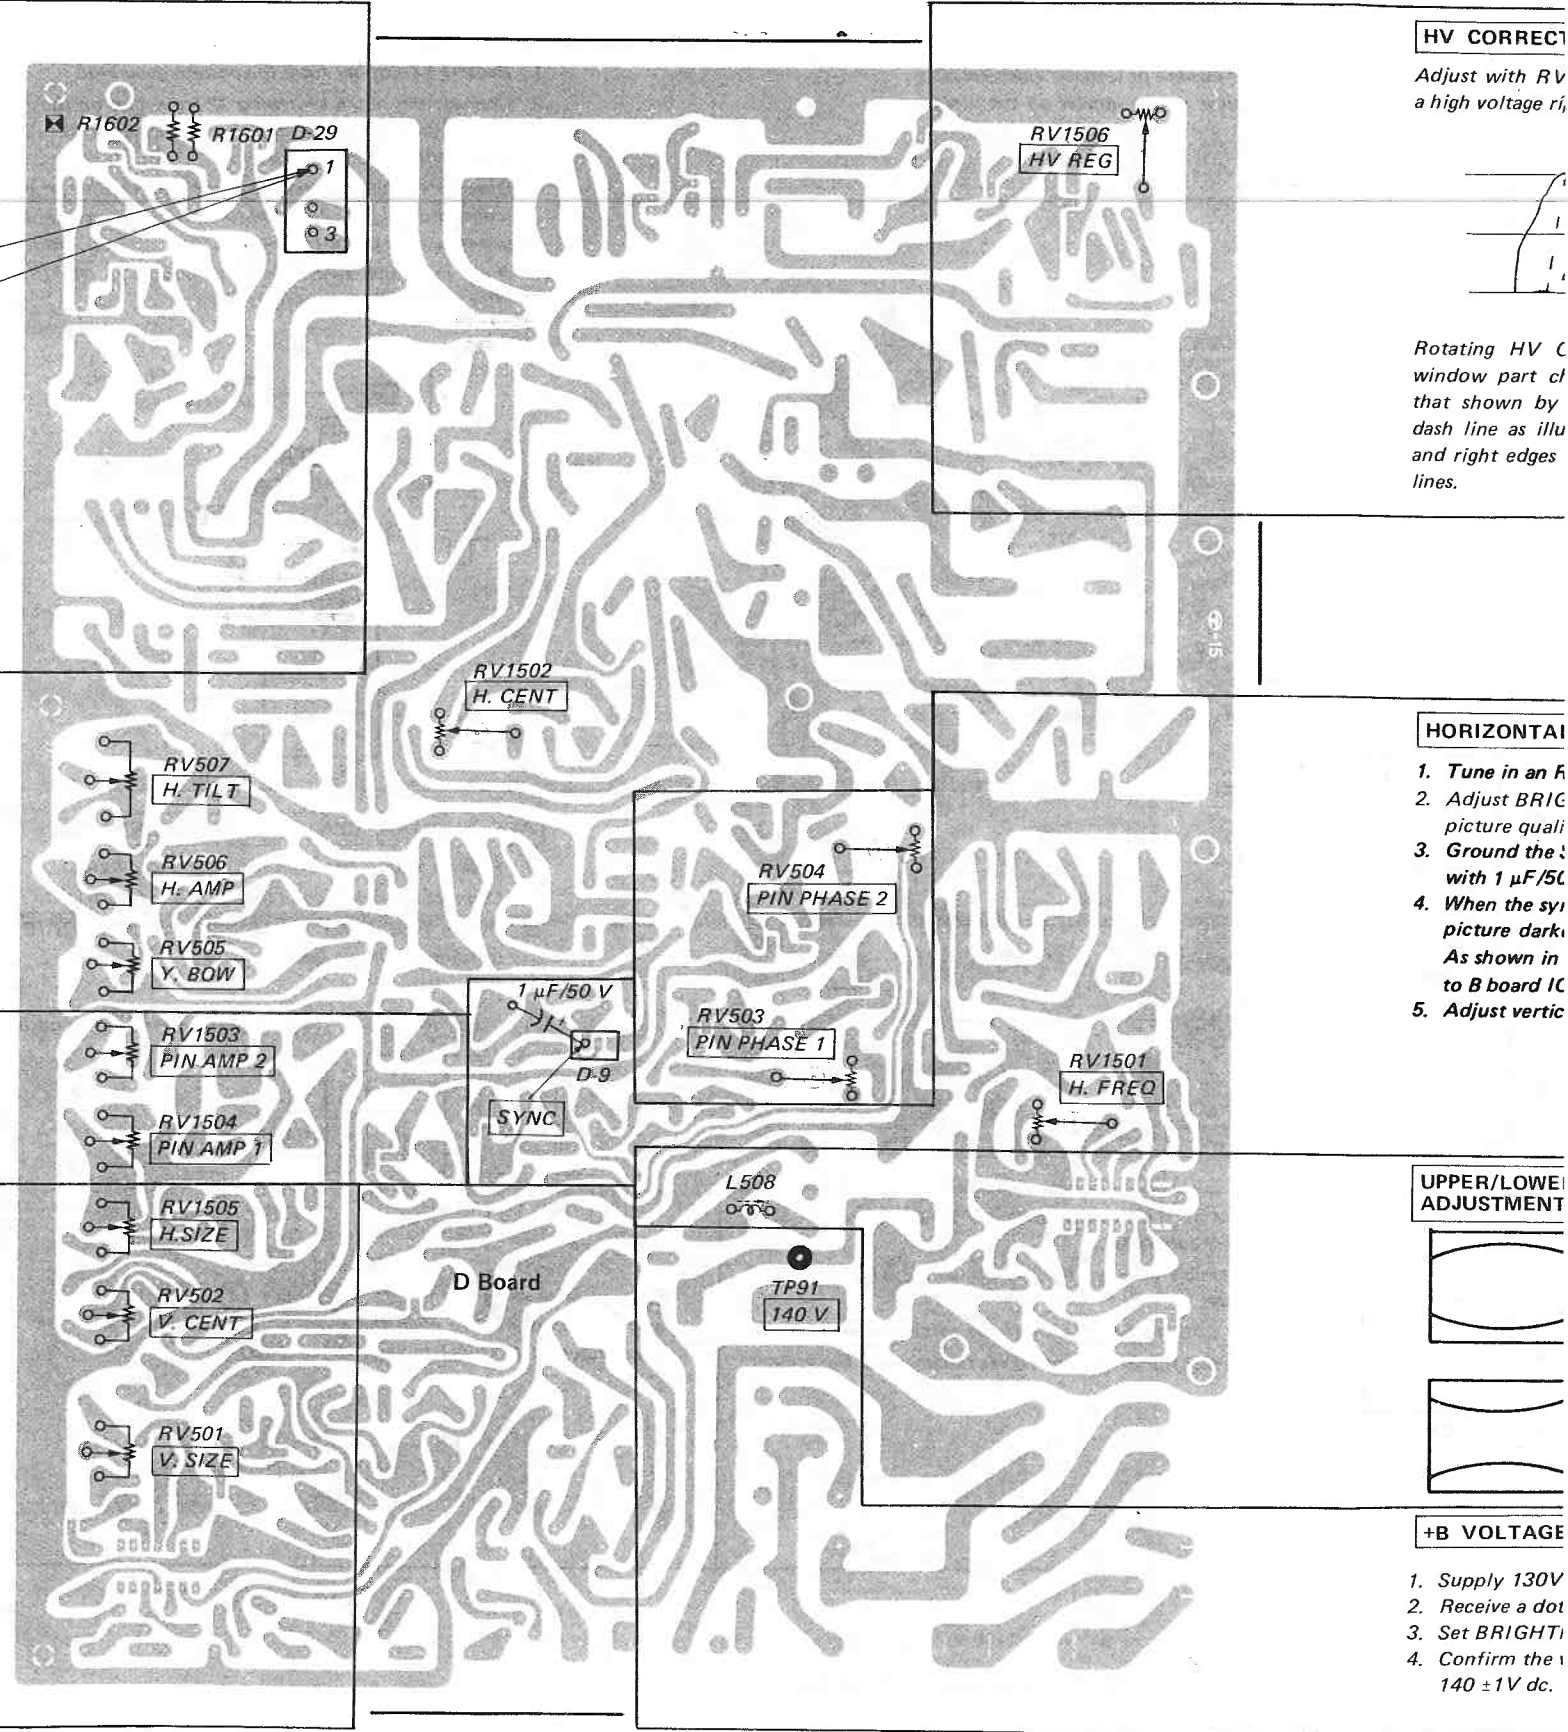 R1602
R1601
D-29
1
3
RV1506
HV REG
HV CORRECT
Adjust with RV
a high voltage
Rotating HV
window part
that shown by
dash line as
and right edges
lines.
-15
RV1502
H. CENT
RV507
H. TILT
RV506
H. AMP
RV505
Y. BOW
RV1503
PIN AMP 2
RV1504
PIN AMP 1
RV1505
H.SIZE
RV502
V. CENT
RV501
V. SIZE
RV504
PIN PHASE 2
1 µF/50 V
D-9
SYNC
RV503
PIN PHASE 1
RV1501
H. FREQ
L508
D Board
TP91
140 V
HORIZONTAL
1. Tune in an
2. Adjust BRIG
picture quali
3. Ground the
with 1 µF/50
4. When the
picture dark
As shown in
to B board IC
5. Adjust vertic
UPPER/LOWE
ADJUSTMENT
+B VOLTAGE
1. Supply 130V
2. Receive a dot
3. Set BRIGHT
4. Confirm the
140 ±1V dc.